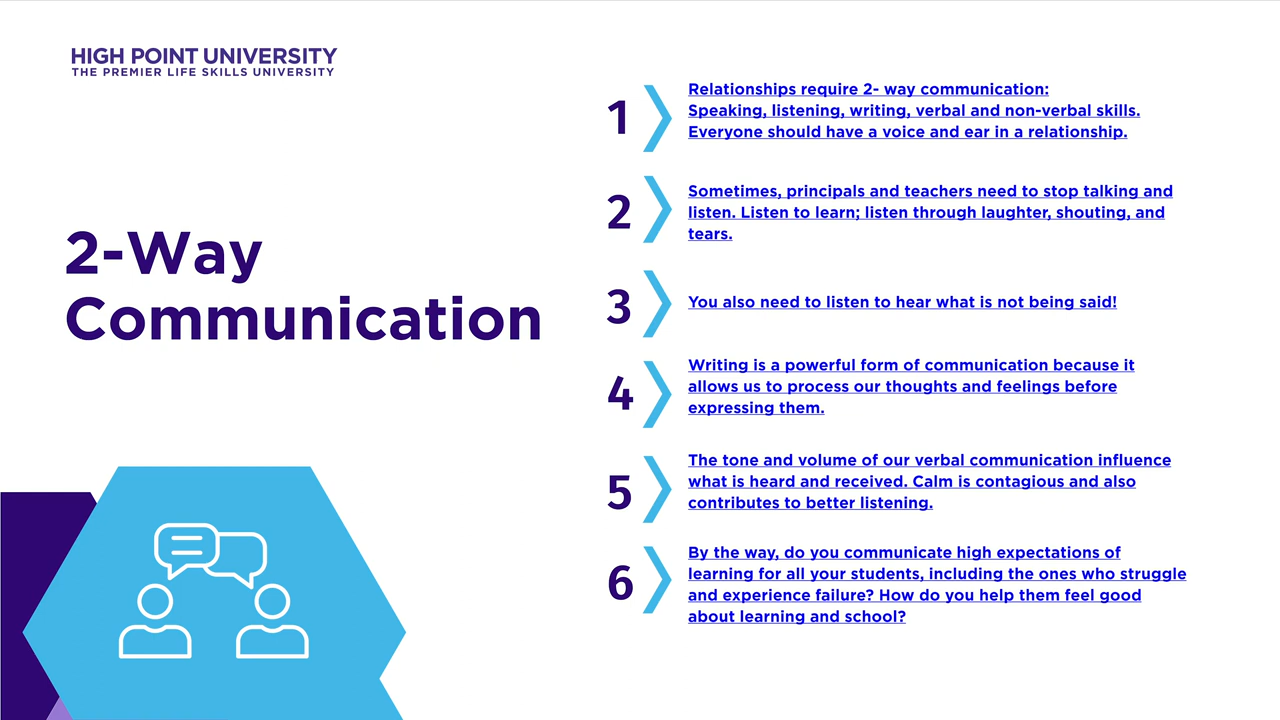 HIGH POINT UNIVERSITY
THE PREMIER LIFE SKILLS UNIVERSITY
2-Way
Communication
1
Relationships require 2- way communication:
Speaking, listening, writing, verbal and non-verbal skills.
Everyone should have a voice and ear in a relationship.
2
Sometimes, principals and teachers need to stop talking and
listen. Listen to learn; listen through laughter, shouting, and
tears.
3
You also need to listen to hear what is not being said!
4
Writing is a powerful form of communication because it
allows us to process our thoughts and feelings before
expressing them.
5
The tone and volume of our verbal communication influence
what is heard and received. Calm is contagious and also
contributes to better listening.
6
By the way, do you communicate high expectations of
learning for all your students, including the ones who struggle
and experience failure? How do you help them feel good
about learning and school?